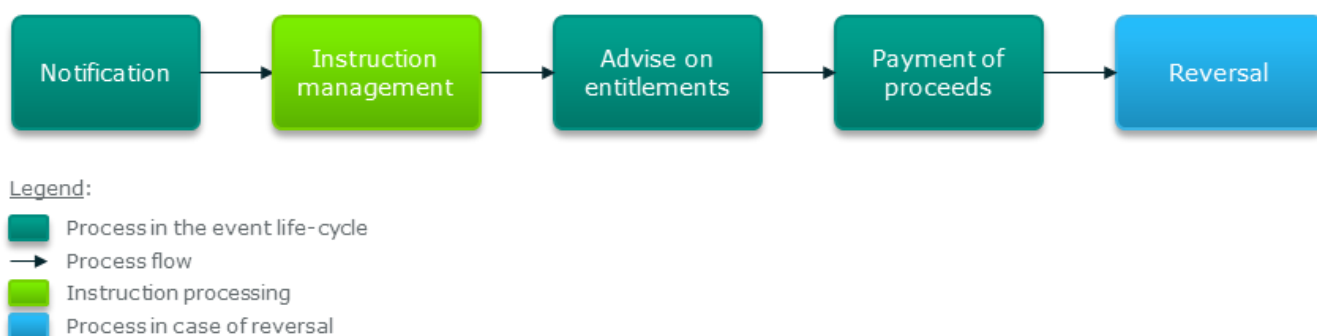 Notification
Instruction
management
Advise on
entitlements
Payment of
proceeds
Reversal
Legend:
Process in the event life-cycle
Process flow
Instruction processing
Process in case of reversal